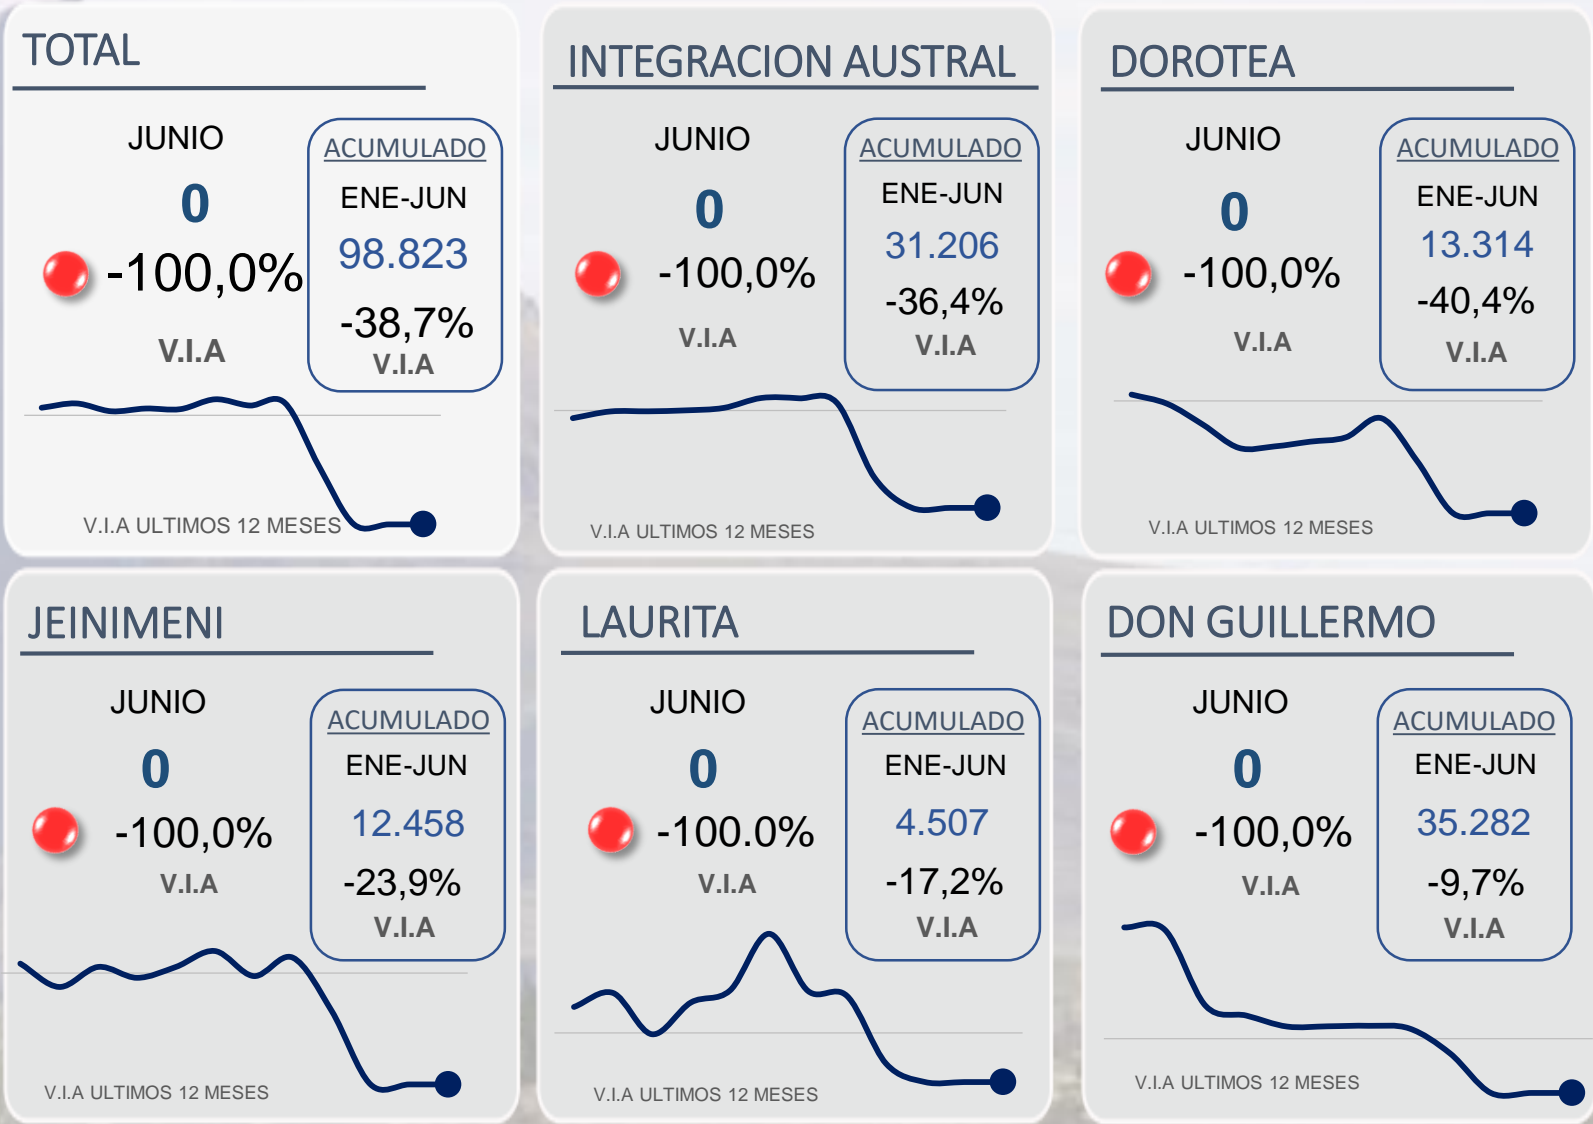 TOTAL
JUNIO
0
-100,0%
V.I.A
ACUMULADO
ENE-JUN
98.823
-38,7%
V.I.A
V.I.A ULTIMOS 12 MESES
INTEGRACION AUSTRAL
JUNIO
0
-100,0%
V.I.A
ACUMULADO
ENE-JUN
31.206
-36,4%
V.I.A
V.I.A ULTIMOS 12 MESES
DOROTEA
JUNIO
0
-100,0%
V.I.A
ACUMULADO
ENE-JUN
13.314
-40,4%
V.I.A
V.I.A ULTIMOS 12 MESES
JEINIMENI
JUNIO
0
-100,0%
V.I.A
ACUMULADO
ENE-JUN
12.458
-23,9%
V.I.A
V.I.A ULTIMOS 12 MESES
LAURITA
JUNIO
0
-100.0%
V.I.A
ACUMULADO
ENE-JUN
4.507
-17,2%
V.I.A
V.I.A ULTIMOS 12 MESES
DON GUILLERMO
JUNIO
0
-100,0%
V.I.A
ACUMULADO
ENE-JUN
35.282
-9,7%
V.I.A
V.I.A ULTIMOS 12 MESES